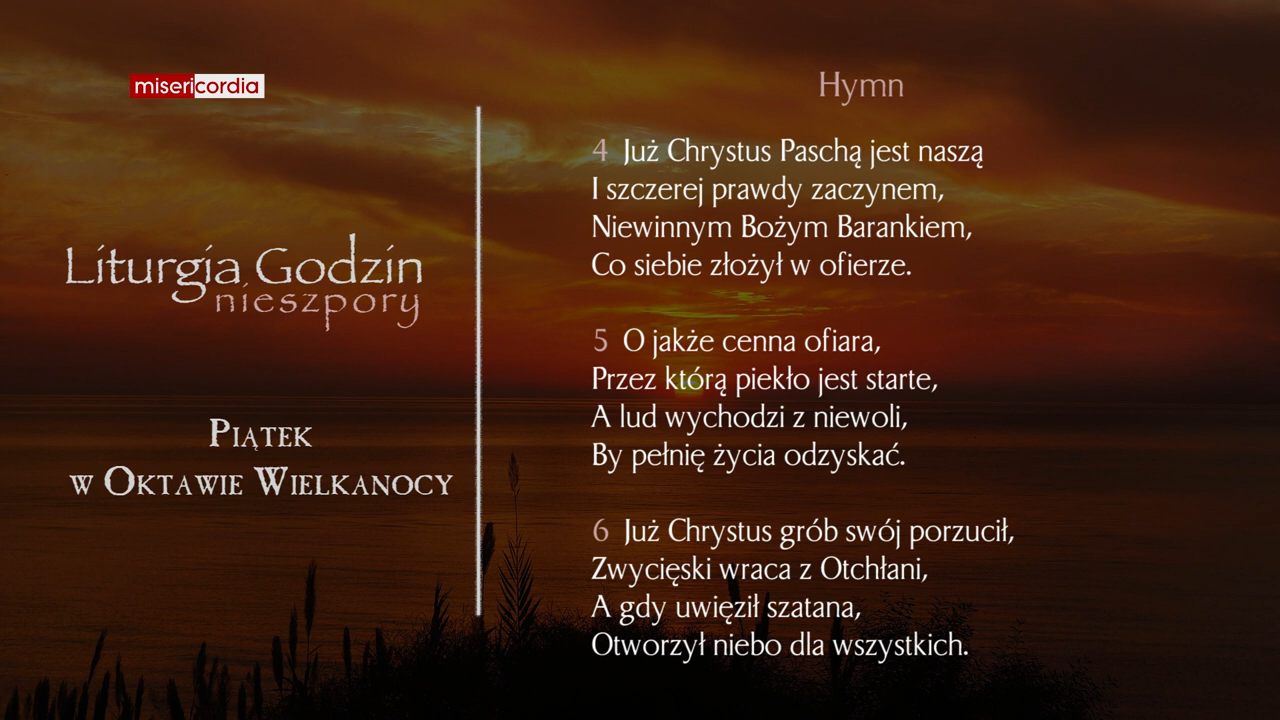 misericordia
Liturgia Godzin
nieszpory
Piątek
w Oktawie Wielkanocy
Hymn
4 Już Chrystus Paschą jest naszą
I szczerej prawdy zaczynem,
Niewinnym Bożym Barankiem,
Co siebie złożył w ofierze.
5 O jakże cenna ofiara,
Przez którą piekło jest starte,
A lud wychodzi z niewoli,
By pełnię życia odzyskać.
6 Już Chrystus grób swój porzucił,
Zwycięski wraca z Otchłani,
A gdy uwięził szatana,
Otworzył niebo dla wszystkich.